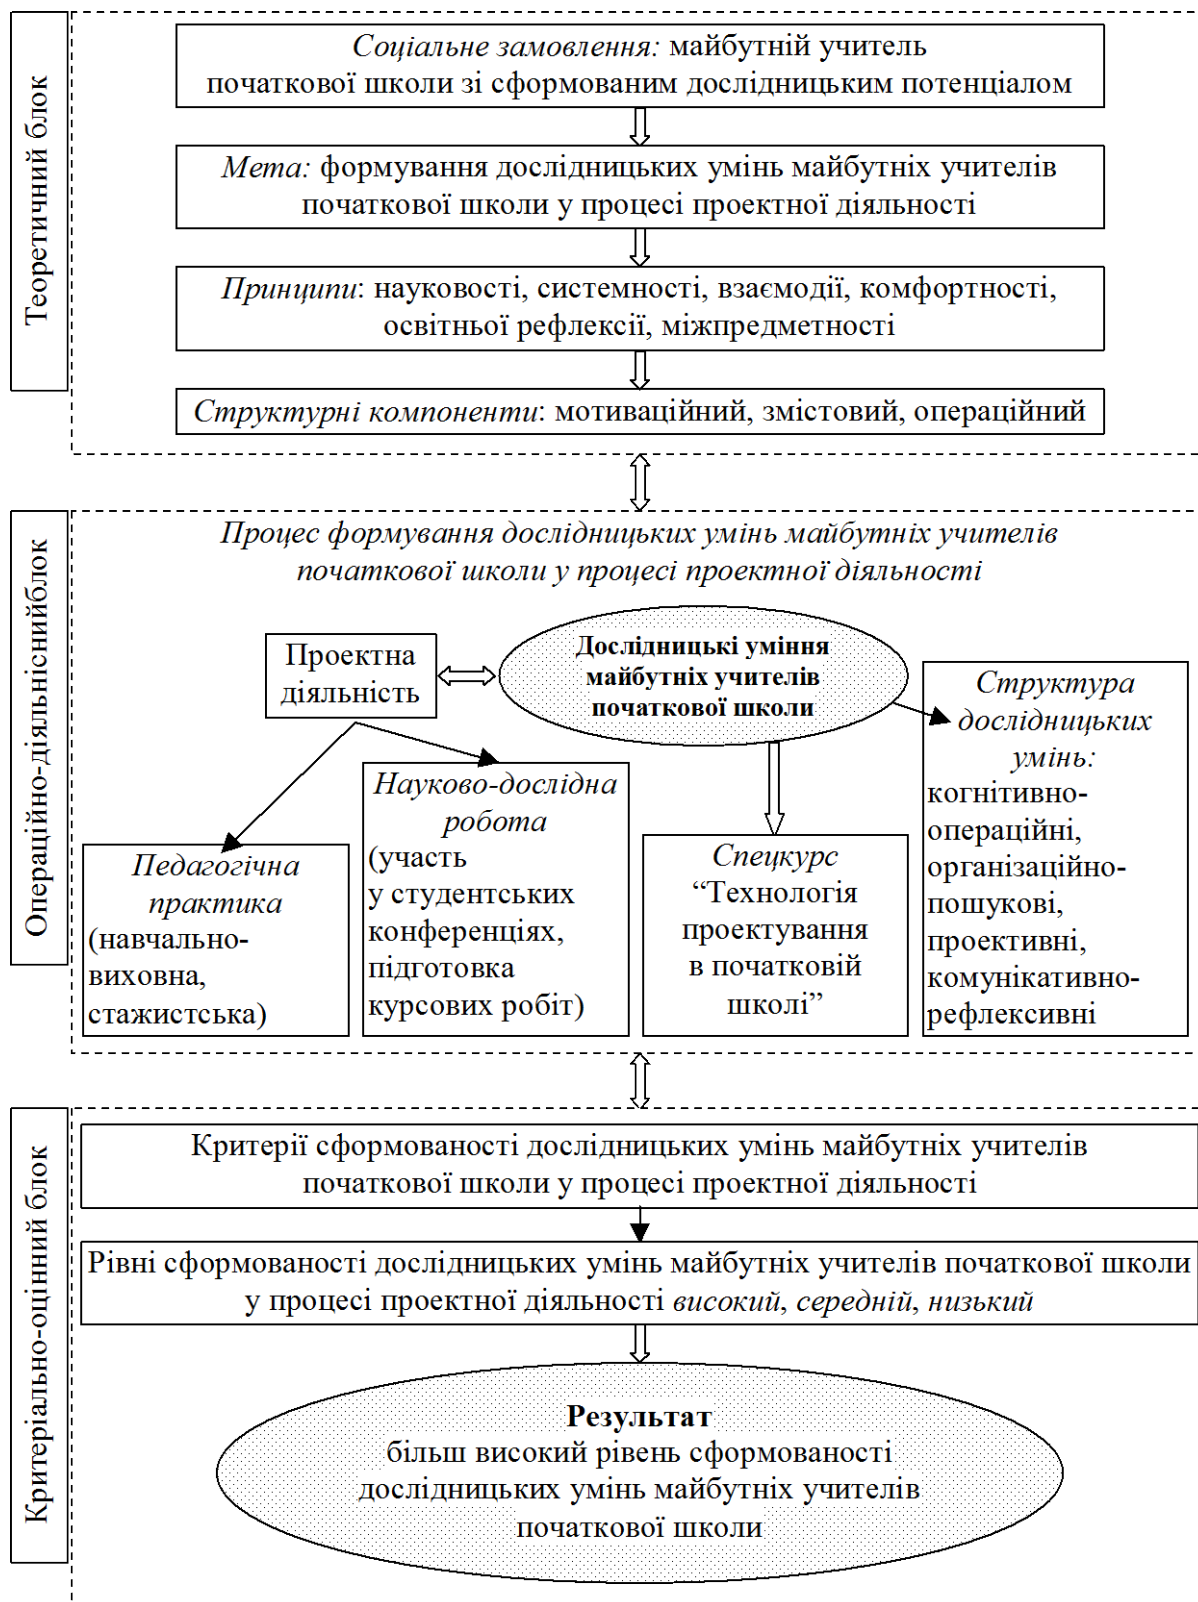 Теоретичний блок
Соціальне замовлення: майбутній учитель
початкової школи зі сформованим дослідницьким потенціалом
Мета: формування дослідницьких умінь майбутніх учителів
початкової школи у процесі проектної діяльності
Принципи: науковості, системності, взаємодії, комфортності,
освітньої рефлексії, міжпредметності
Структурні компоненти: мотиваційний, змістовий, операційний
Операційно-діяльніснийблок
Процес формування дослідницьких умінь майбутніх учителів
початкової школи у процесі проектної діяльності
Проектна
діяльність
Дослідницькі уміння
майбутніх учителів
початкової школи
Педагогічна
практика
(навчально-
виховна,
стажистська)
Науково-дослідна
робота
(участь
у студентських
конференціях,
підготовка
курсових робіт)
Спецкурс
“Технологія
проектування
в початковій
школі”
Структура
дослідницьких
умінь:
когнітивно-
операційні,
організаційно-
пошукові,
проективні,
комунікативно-
рефлексивні
Критеріально-оцінний блок
Критерії сформованості дослідницьких умінь майбутніх учителів
початкової школи у процесі проектної діяльності
Рівні сформованості дослідницьких умінь майбутніх учителів початкової школи
у процесі проектної діяльності високий, середній, низький
Результат
більш високий рівень сформованості
дослідницьких умінь майбутніх учителів
початкової школи